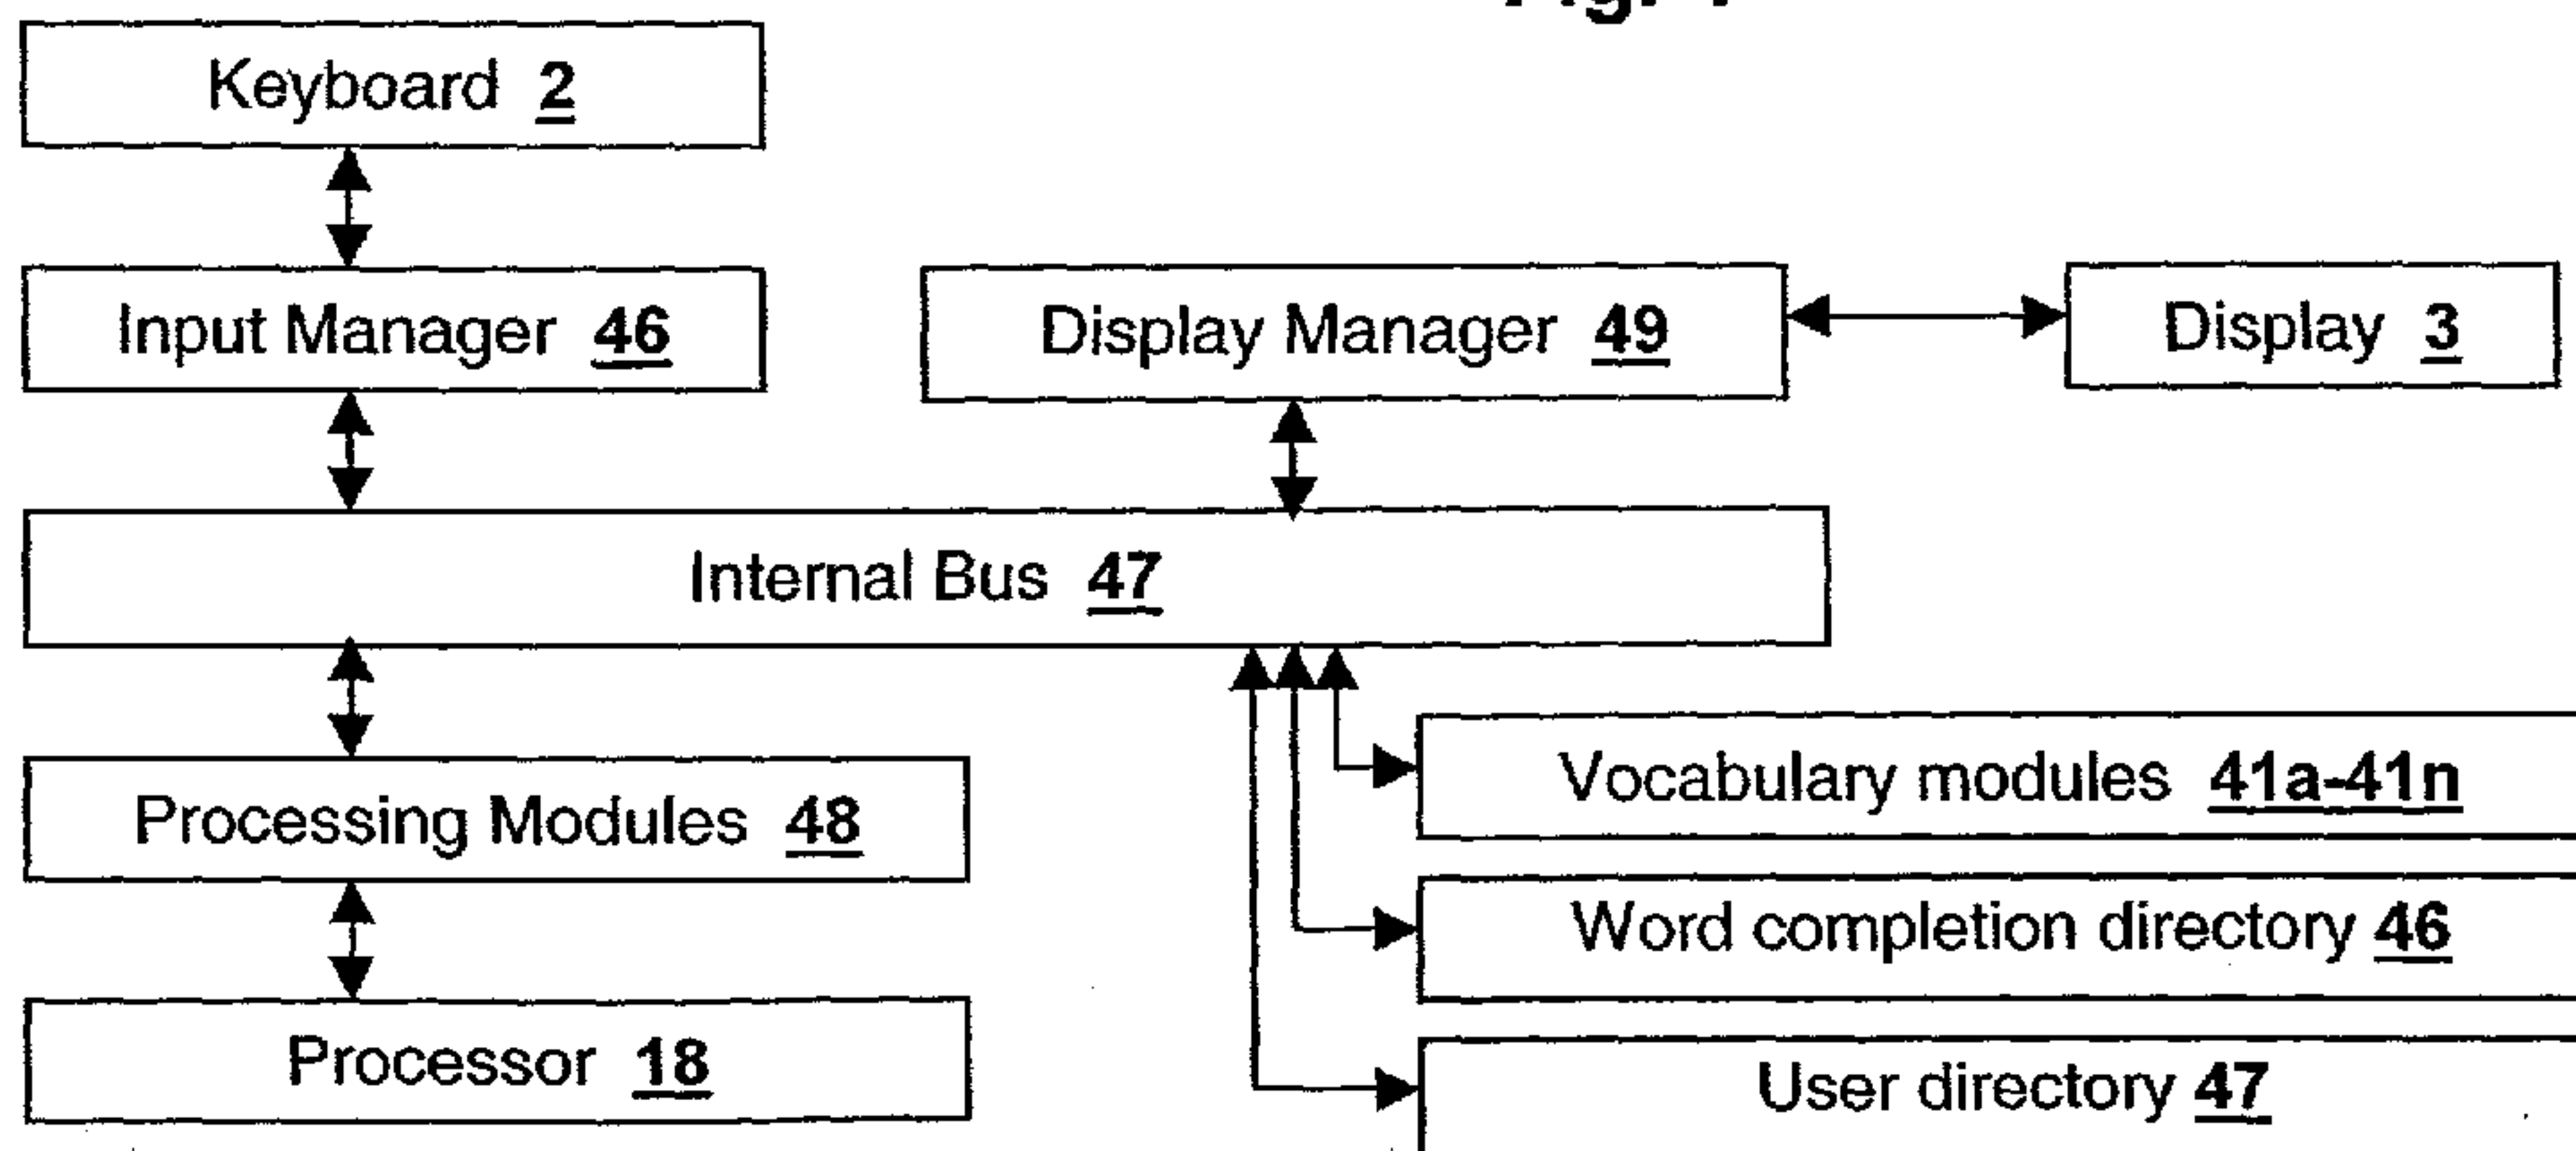 Keyboard 2
Input Manager 46
Display Manager 49
Display 3
Internal Bus 47
Processing Modules 48
Vocabulary modules 41a-41n
Word completion directory 46
Processor 18
User directory 47